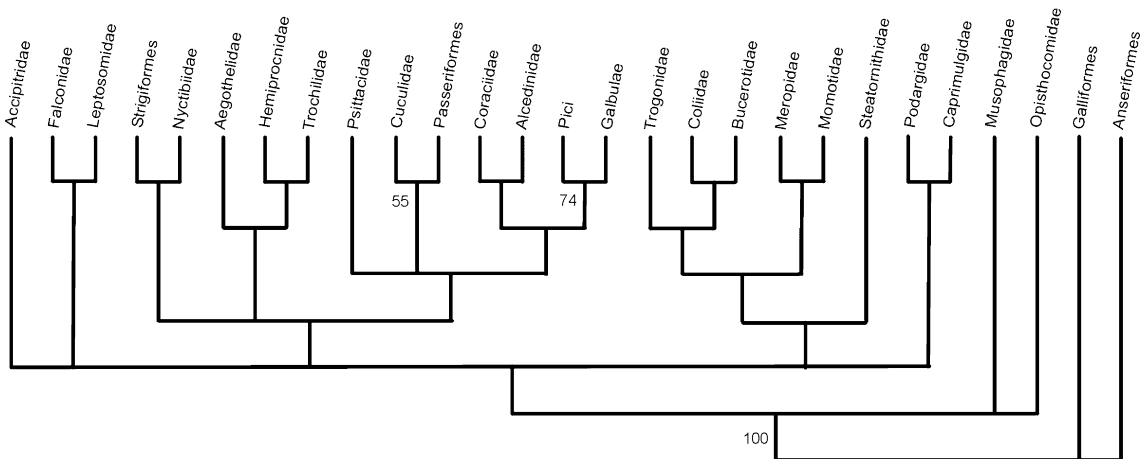 Accipitridae
Falconidae
Leptosomidae
Strigiformes
Nyctibiidae
Aegothelidae
Hemiprocnidae
Trochilidae
Psittacidae
Cuculidae
Passeriformes
Coraciidae
Alcedinidae
Pici
Galbulae
Trogonidae
Coliidae
Bucerotidae
Meropidae
Momotidae
Steatornithidae
Podargidae
Caprimulgidae
Musophagidae
Opisthocomidae
Galliformes
Anseriformes
55
74
100